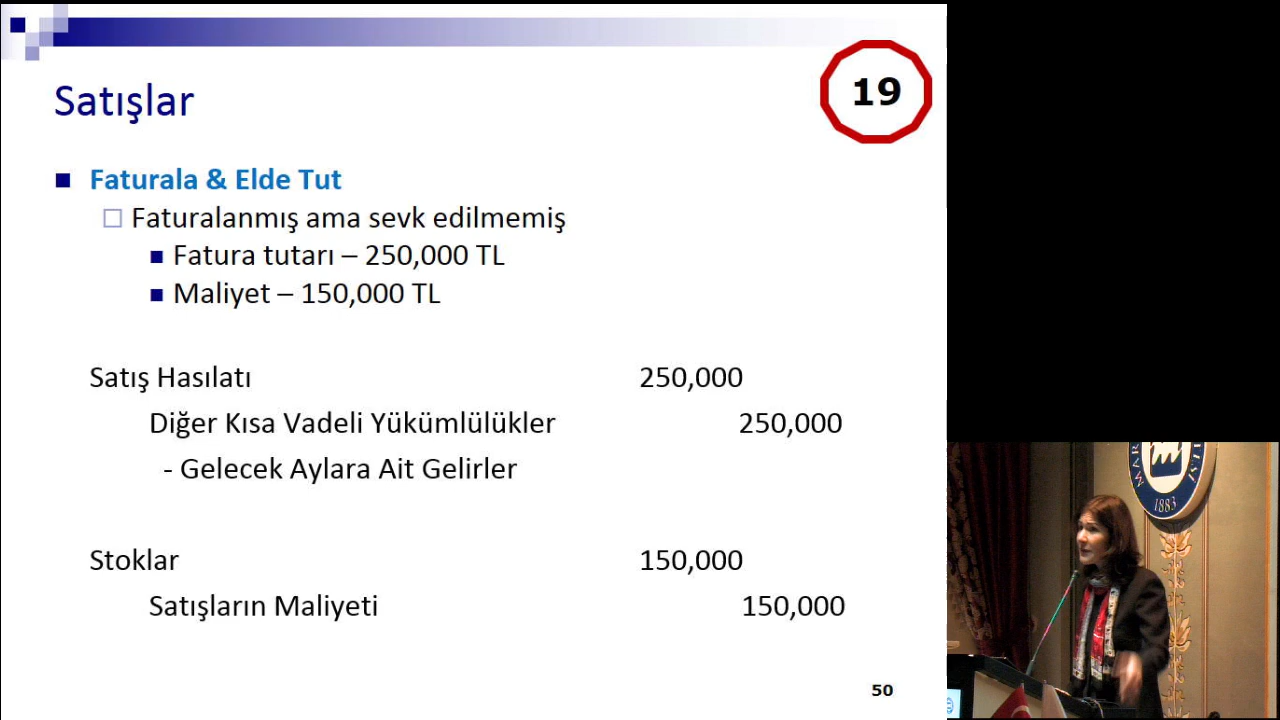 19
Satışlar
Faturala & Elde Tut
Faturalanmış ama sevk edilmemiş
Fatura tutarı – 250,000 TL
Maliyet – 150,000 TL
Satış Hasılatı 250,000
Diğer Kısa Vadeli Yükümlülükler 250,000
- Gelecek Aylara Ait Gelirler
Stoklar 150,000
Satışların Maliyeti 150,000
50
1883